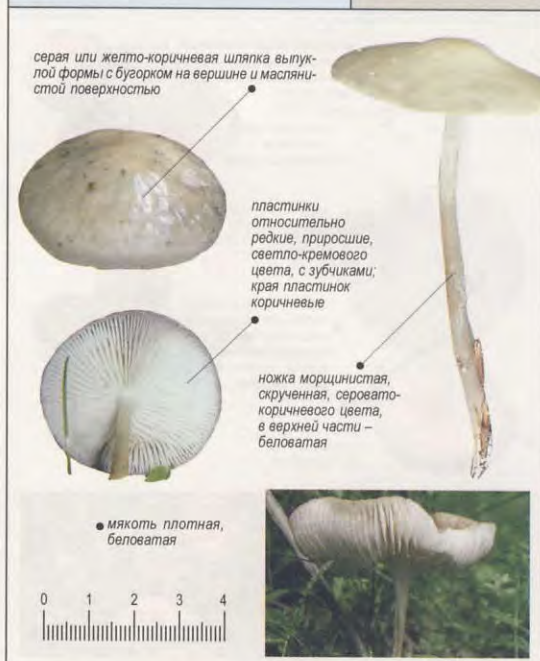 серая или желто-коричневая шляпка выпук-
лой формы с бугорком на вершине и масляни-
стой поверхностью
пластинки
относительно
редкие, приросшие,
светло-кремового
цвета, с зубчиками;
края пластинок
коричневые
ножка морщинистая,
скрученная, серовато-
коричневого цвета,
в верхней части –
беловатая
мякоть плотная,
беловатая
0 1 2 3 4